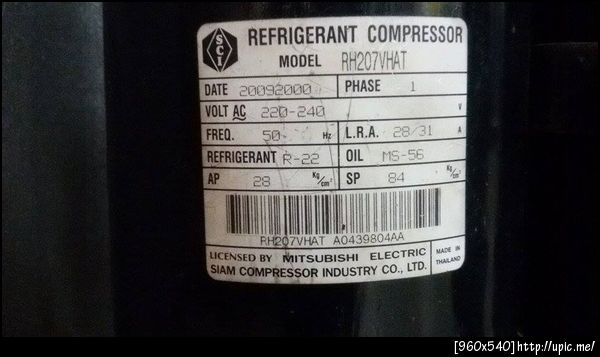 SCI
REFRIGERANT COMPRESSOR
MODEL RH207VHAT
DATE 20092000 PHASE 1
VOLT AC 220-240 V
FREQ. 50 Hz L.R.A. 28/31 A
REFRIGERANT R-22 OIL MS-56
AP 28 Kg/cm² SP 84 Kg/cm²
RH207VHAT A0439804AA
LICENSED BY MITSUBISHI ELECTRIC
SIAM COMPRESSOR INDUSTRY CO., LTD.
MADE IN
THAILAND
[960x540]http://upic.me/